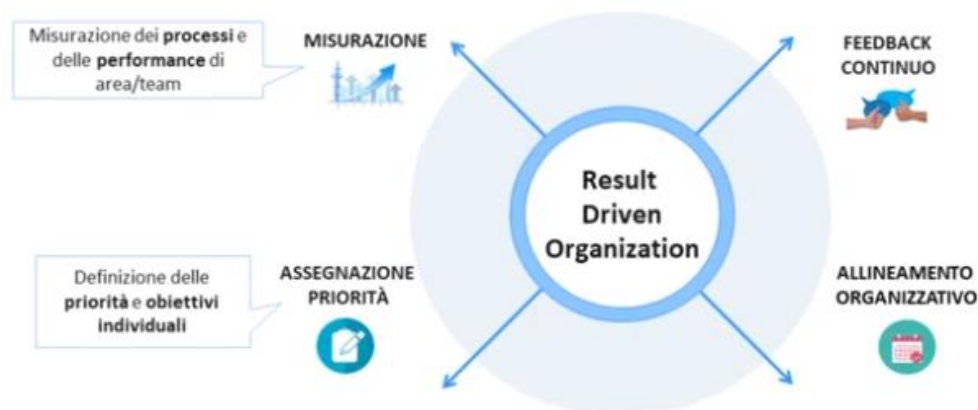 Misurazione dei processi e
delle performance di
area/team
MISURAZIONE
FEEDBACK
CONTINUO
Result
Driven
Organization
Definizione delle
priorità e obiettivi
individuali
ASSEGNAZIONE
PRIORITÀ
ALLINEAMENTO
ORGANIZZATIVO